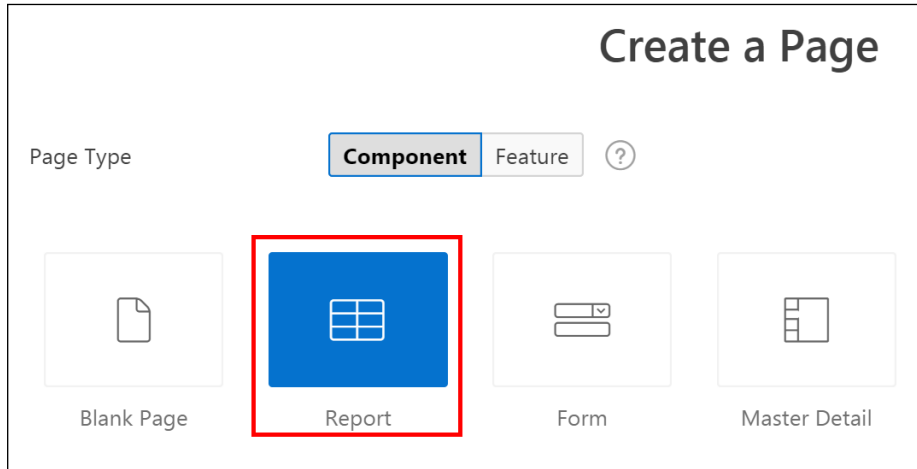 Create a Page
Page Type
Component Feature ?
Blank Page Report Form Master Detail